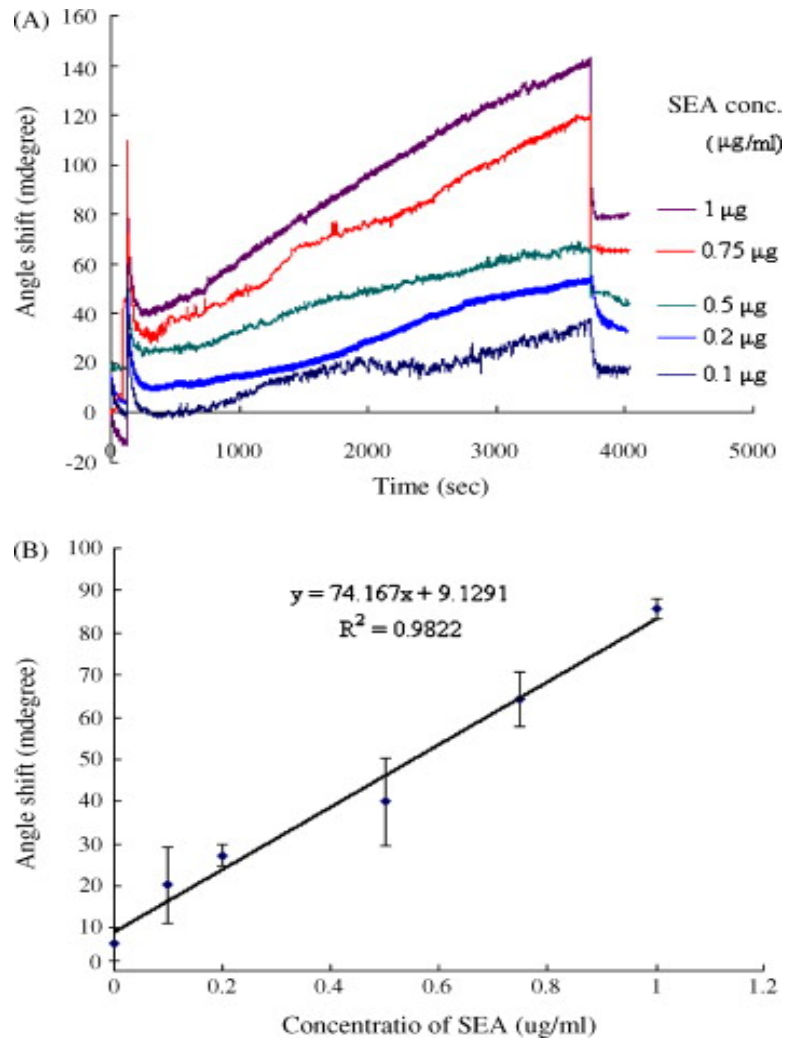 (A)
160
140
120
100
80
60
40
20
0
-20
Angle shift (mdegree)
0 1000 2000 3000 4000 5000
Time (sec)
SEA conc.
(µg/ml)
1 µg
0.75 µg
0.5 µg
0.2 µg
0.1 µg
(B)
100
90
80
70
60
50
40
30
20
10
0
Angle shift (mdegree)
y = 74.167x + 9.1291
R² = 0.9822
0 0.2 0.4 0.6 0.8 1 1.2
Concentratio of SEA (ug/ml)